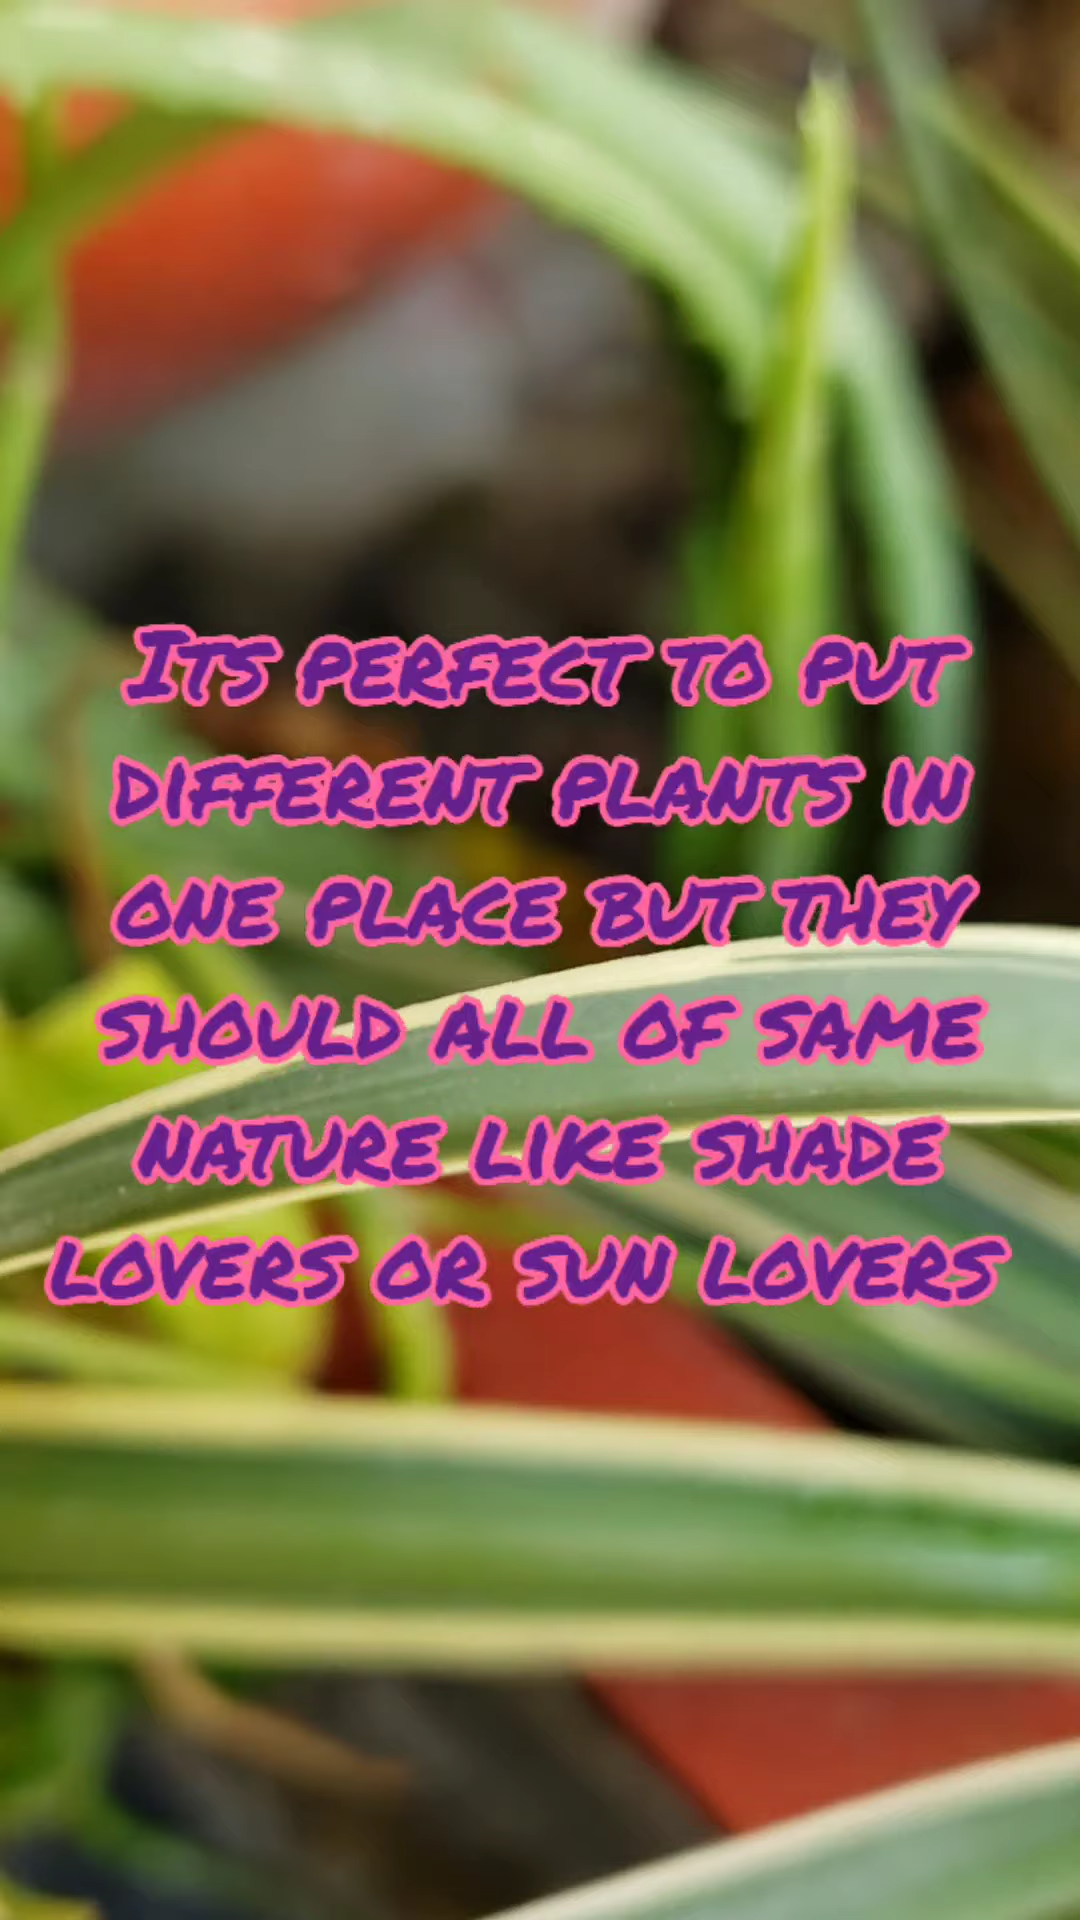 Its perfect to put
different plants in
one place but they
should all of same
nature like shade
lovers or sun lovers